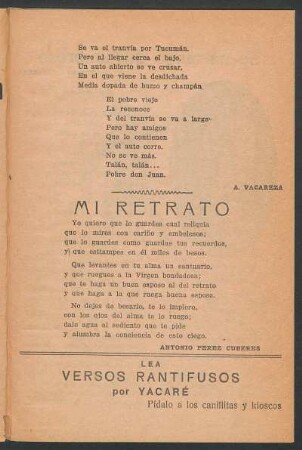 Se va el tranvía por Tucumán.
Pero al llegar cerca el bajo,
Un auto abierto se ve cruzar,
En el que viene la desdichada
Media dopada de humo y champán
El pobre viejo
La reconoce
Y del tranvía se va a largar
Pero hay amigos
Que lo contienen
Y el auto corre.
No se va más.
Talán, talán...
Pobre don Juan.
A. VACAREZA
MI RETRATO
Yo quiero que lo guardes cual reliquia
que lo mires con cariño y embelesos;
que lo guardes como guardas tus recuerdos,
y que estampes en él miles de besos.
Que levantes en tu alma un santuario,
y que ruegues a la Virgen bondadosa;
que te haga un buen esposo al del retrato
y que haga a la que ruega buena esposa.
No dejes de besarlo, te lo imploro,
con los ojos del alma te lo ruego;
dale agua al sediento que te pide
y alumbra la conciencia de este ciego.
ANTONIO PEREZ CUBERES
LEA
VERSOS RANTIFUSOS
por YACARÉ
Pídalo a los canillitas y kioscos